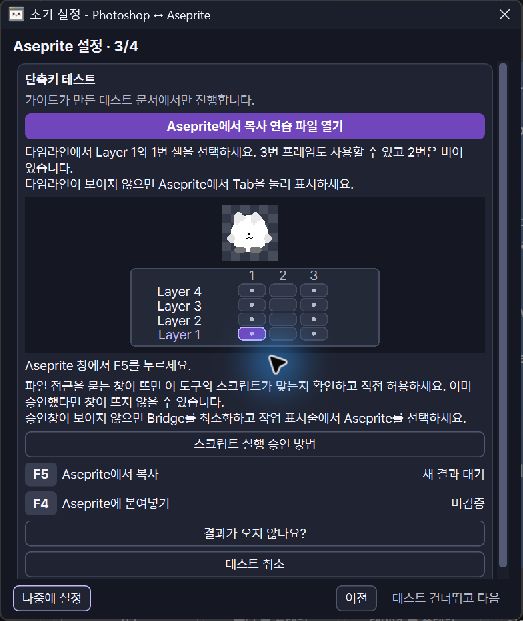 초기 설정 - Photoshop ↔ Aseprite
Aseprite 설정 · 3/4
단축키 테스트
가이드가 만든 테스트 문서에서만 진행합니다.
Aseprite에서 복사 연습 파일 열기
타임라인에서 Layer 1의 1번 셀을 선택하세요. 3번 프레임도 사용할 수 있고 2번은 비어
있습니다.
타임라인이 보이지 않으면 Aseprite에서 Tab을 눌러 표시하세요.
1 2 3
Layer 4
Layer 3
Layer 2
Layer 1
Aseprite 창에서 F5를 누르세요.
파일 접근을 묻는 창이 뜨면 이 도구의 스크립트가 맞는지 확인하고 직접 허용하세요. 이미
승인했다면 창이 뜨지 않을 수 있습니다.
승인창이 보이지 않으면 Bridge를 최소화하고 작업 표시줄에서 Aseprite를 선택하세요.
스크립트 실행 승인 방법
F5 Aseprite에서 복사 새 결과 대기
F4 Aseprite에 붙여넣기 미검증
결과가 오지 않나요?
테스트 취소
나중에 설정 이전 테스트 건너뛰고 다음